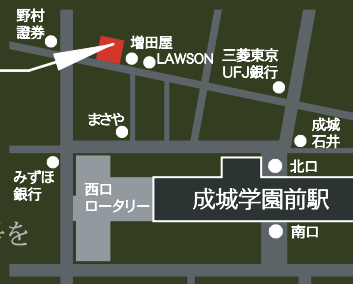 野村
證券
増田屋
LAWSON
三菱東京
UFJ銀行
まさや
成城
石井
みずほ
銀行
西口
ロータリー
北口
成城学園前駅
南口
を